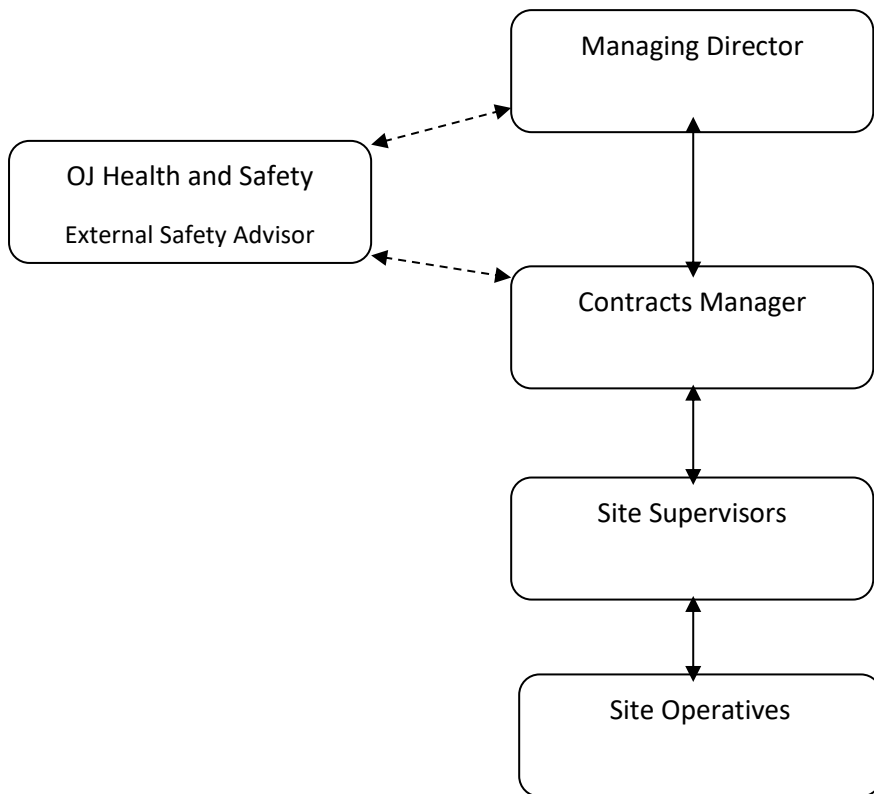 Managing Director
OJ Health and Safety
External Safety Advisor
Contracts Manager
Site Supervisors
Site Operatives